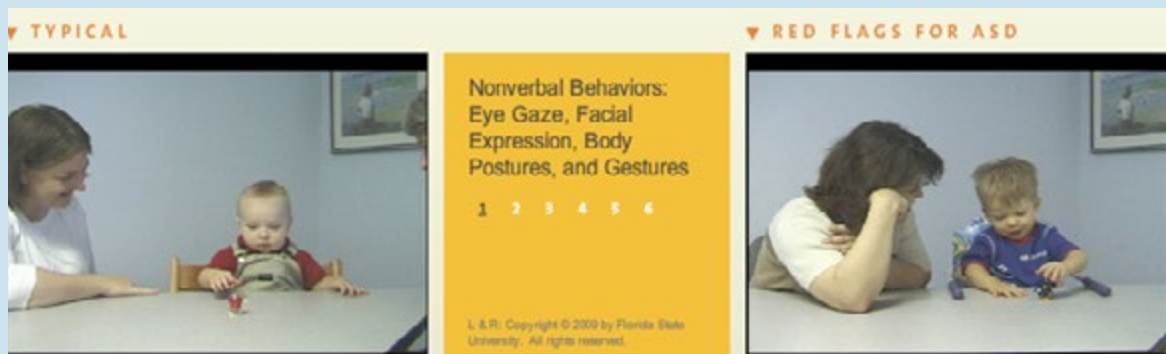 ▼ TYPICAL
Nonverbal Behaviors:
Eye Gaze, Facial
Expression, Body
Postures, and Gestures
1 2 3 4 5 6
L & R: Copyright © 2009 by Florida State
University. All rights reserved.
▼ RED FLAGS FOR ASD